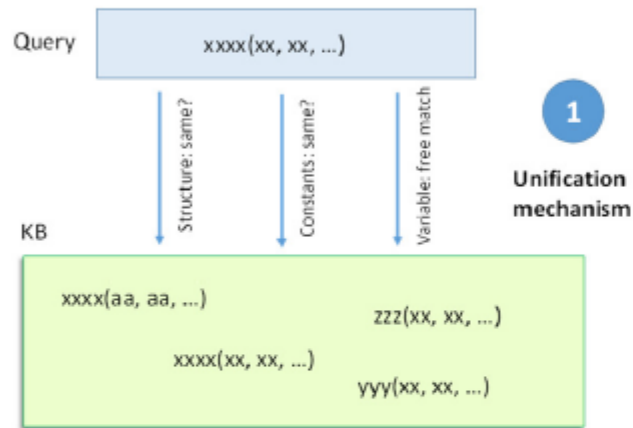 Query
xxxx(xx, xx, ...)
Structure: same?
Constants: same?
Variable: free match
1
Unification
mechanism
KB
xxxx(aa, aa, ...)
zzz(xx, xx, ...)
xxxx(xx, xx, ...)
yyy(xx, xx, ...)